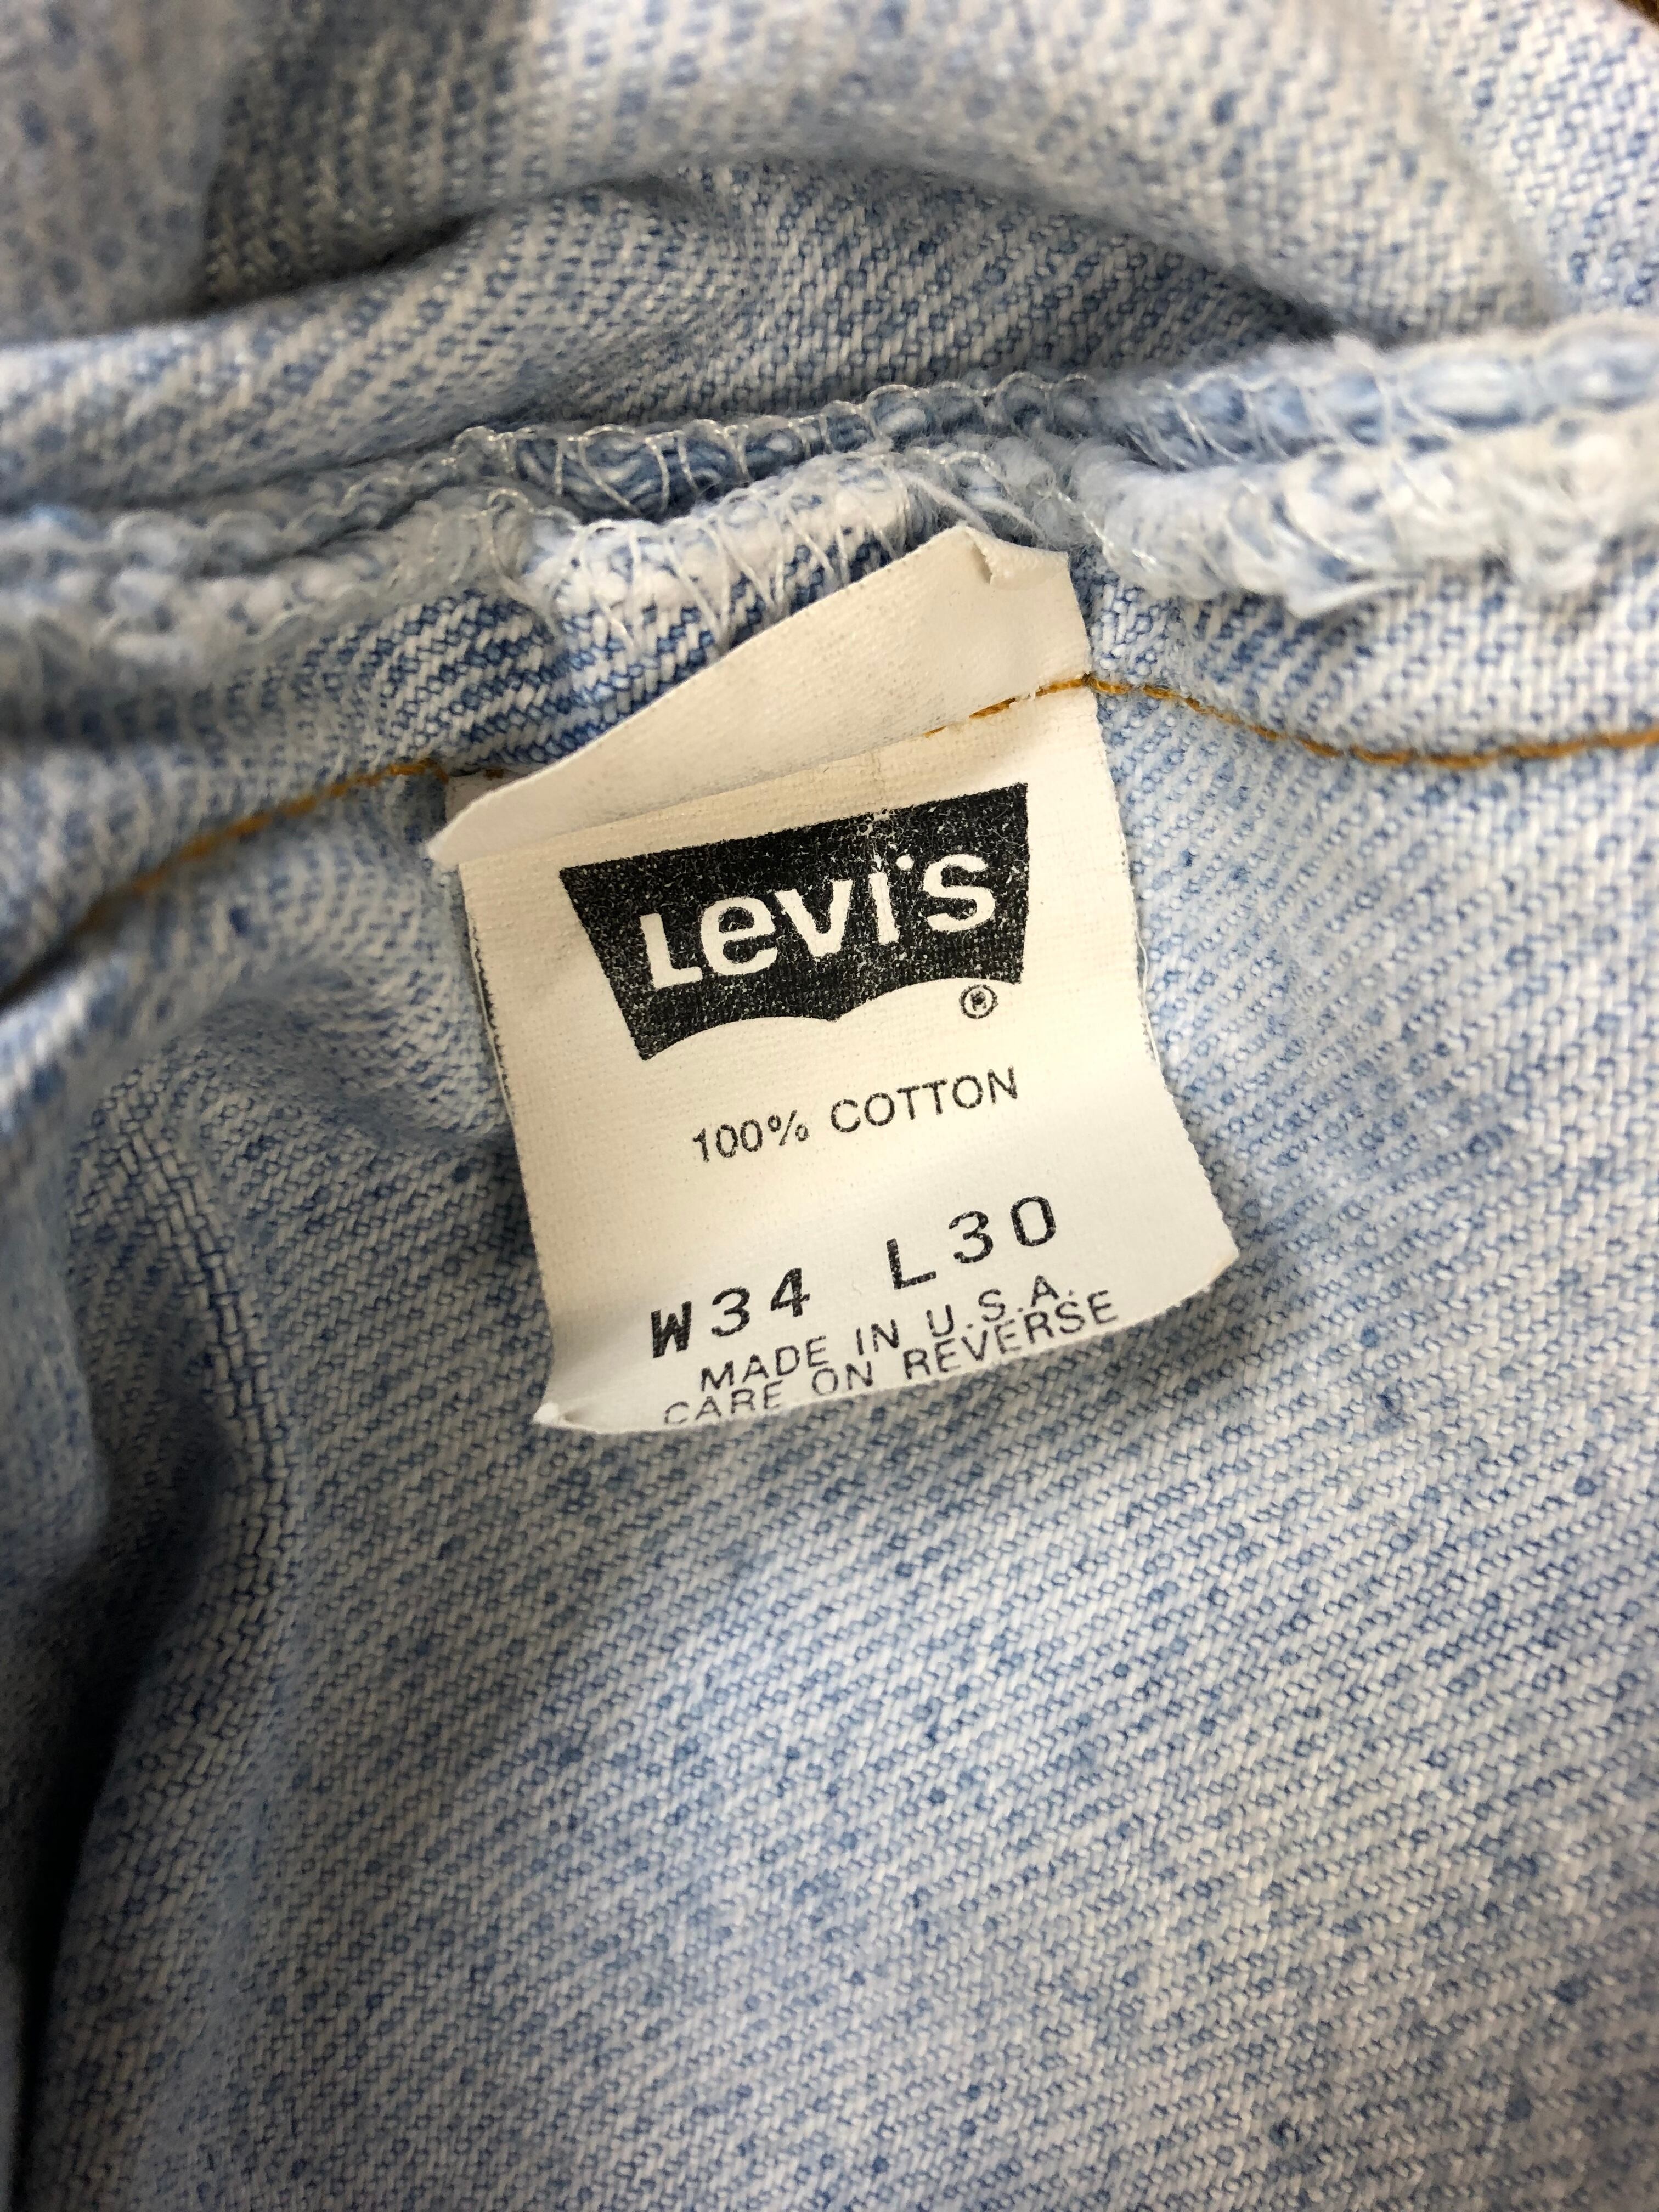 Levi's
®
100% COTTON
W34 L30
MADE IN U.S.A.
CARE ON REVERSE